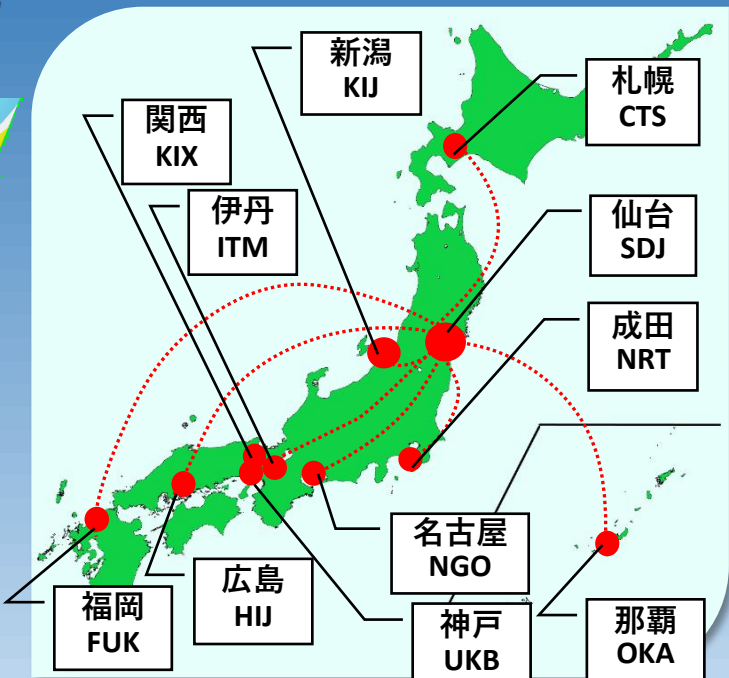 新潟
KIJ
札幌
CTS
関西
KIX
伊丹
ITM
仙台
SDJ
成田
NRT
名古屋
NGO
広島
HIJ
福岡
FUK
神戸
UKB
那覇
OKA